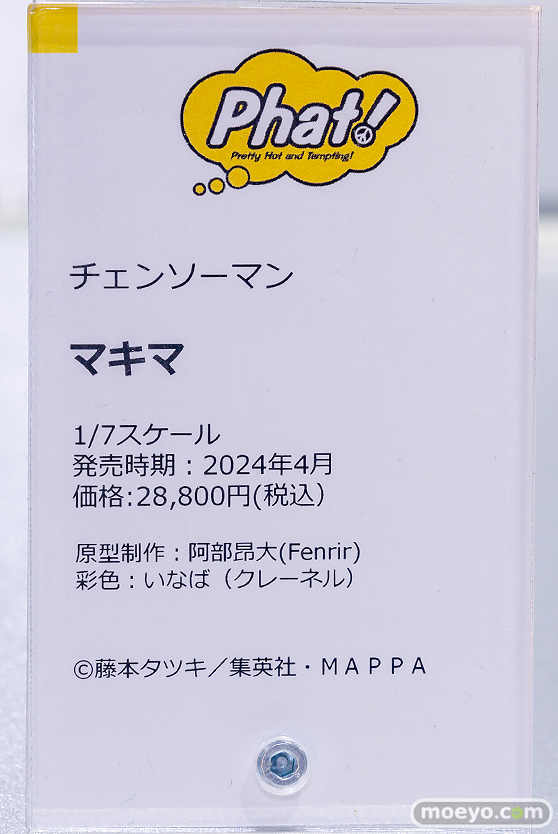 Phat!
Pretty Hot and Tempting!
チェンソーマン
マキマ
1/7スケール
発売時期：2024年4月
価格:28,800円(税込)
原型制作：阿部昂大(Fenrir)
彩色：いなば（クレーネル）
©藤本タツキ／集英社・ＭＡＰＰＡ
moeyo.com